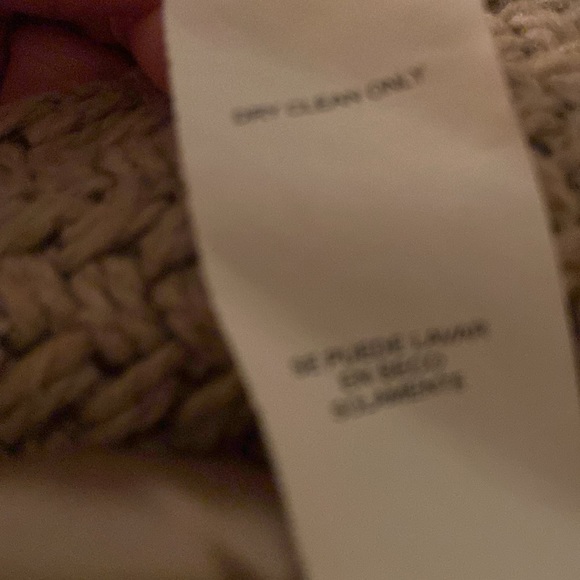 DRY CLEAN ONLY
SE PUEDE LAVAR
EN SECO
SOLAMENTE